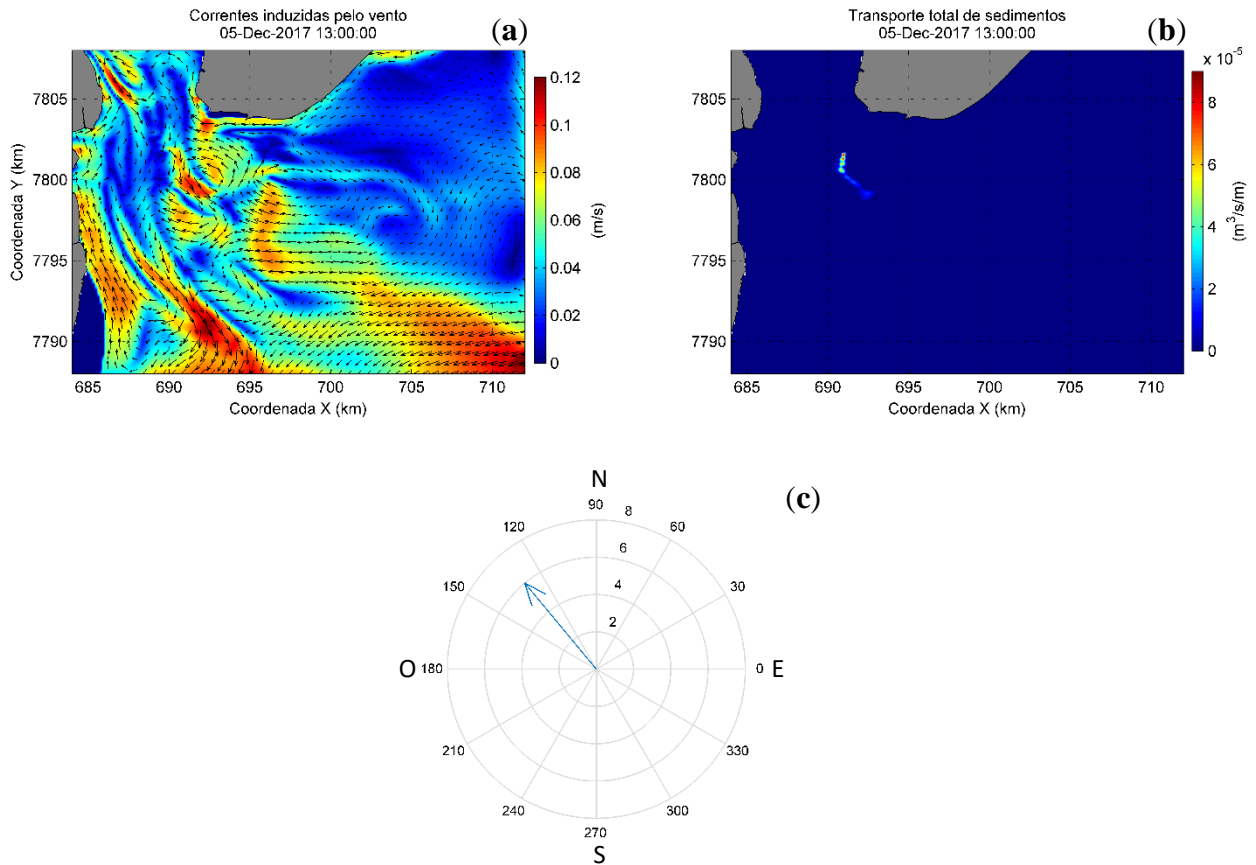 Correntes induzidas pelo vento
05-Dec-2017 13:00:00
(a)
Coordenada Y (km)
7805
7800
7795
7790
685 690 695 700 705 710
Coordenada X (km)
0.12
0.1
0.08
0.06
0.04
0.02
0
(m/s)
Transporte total de sedimentos
05-Dec-2017 13:00:00
(b)
x 10^-5
7805
7800
7795
7790
685 690 695 700 705 710
Coordenada X (km)
8
6
4
2
0
(m³/s/m)
(c)
N
90 8
120 60
6
150 4 30
2
O 180 0 E
210 330
240 300
270
S